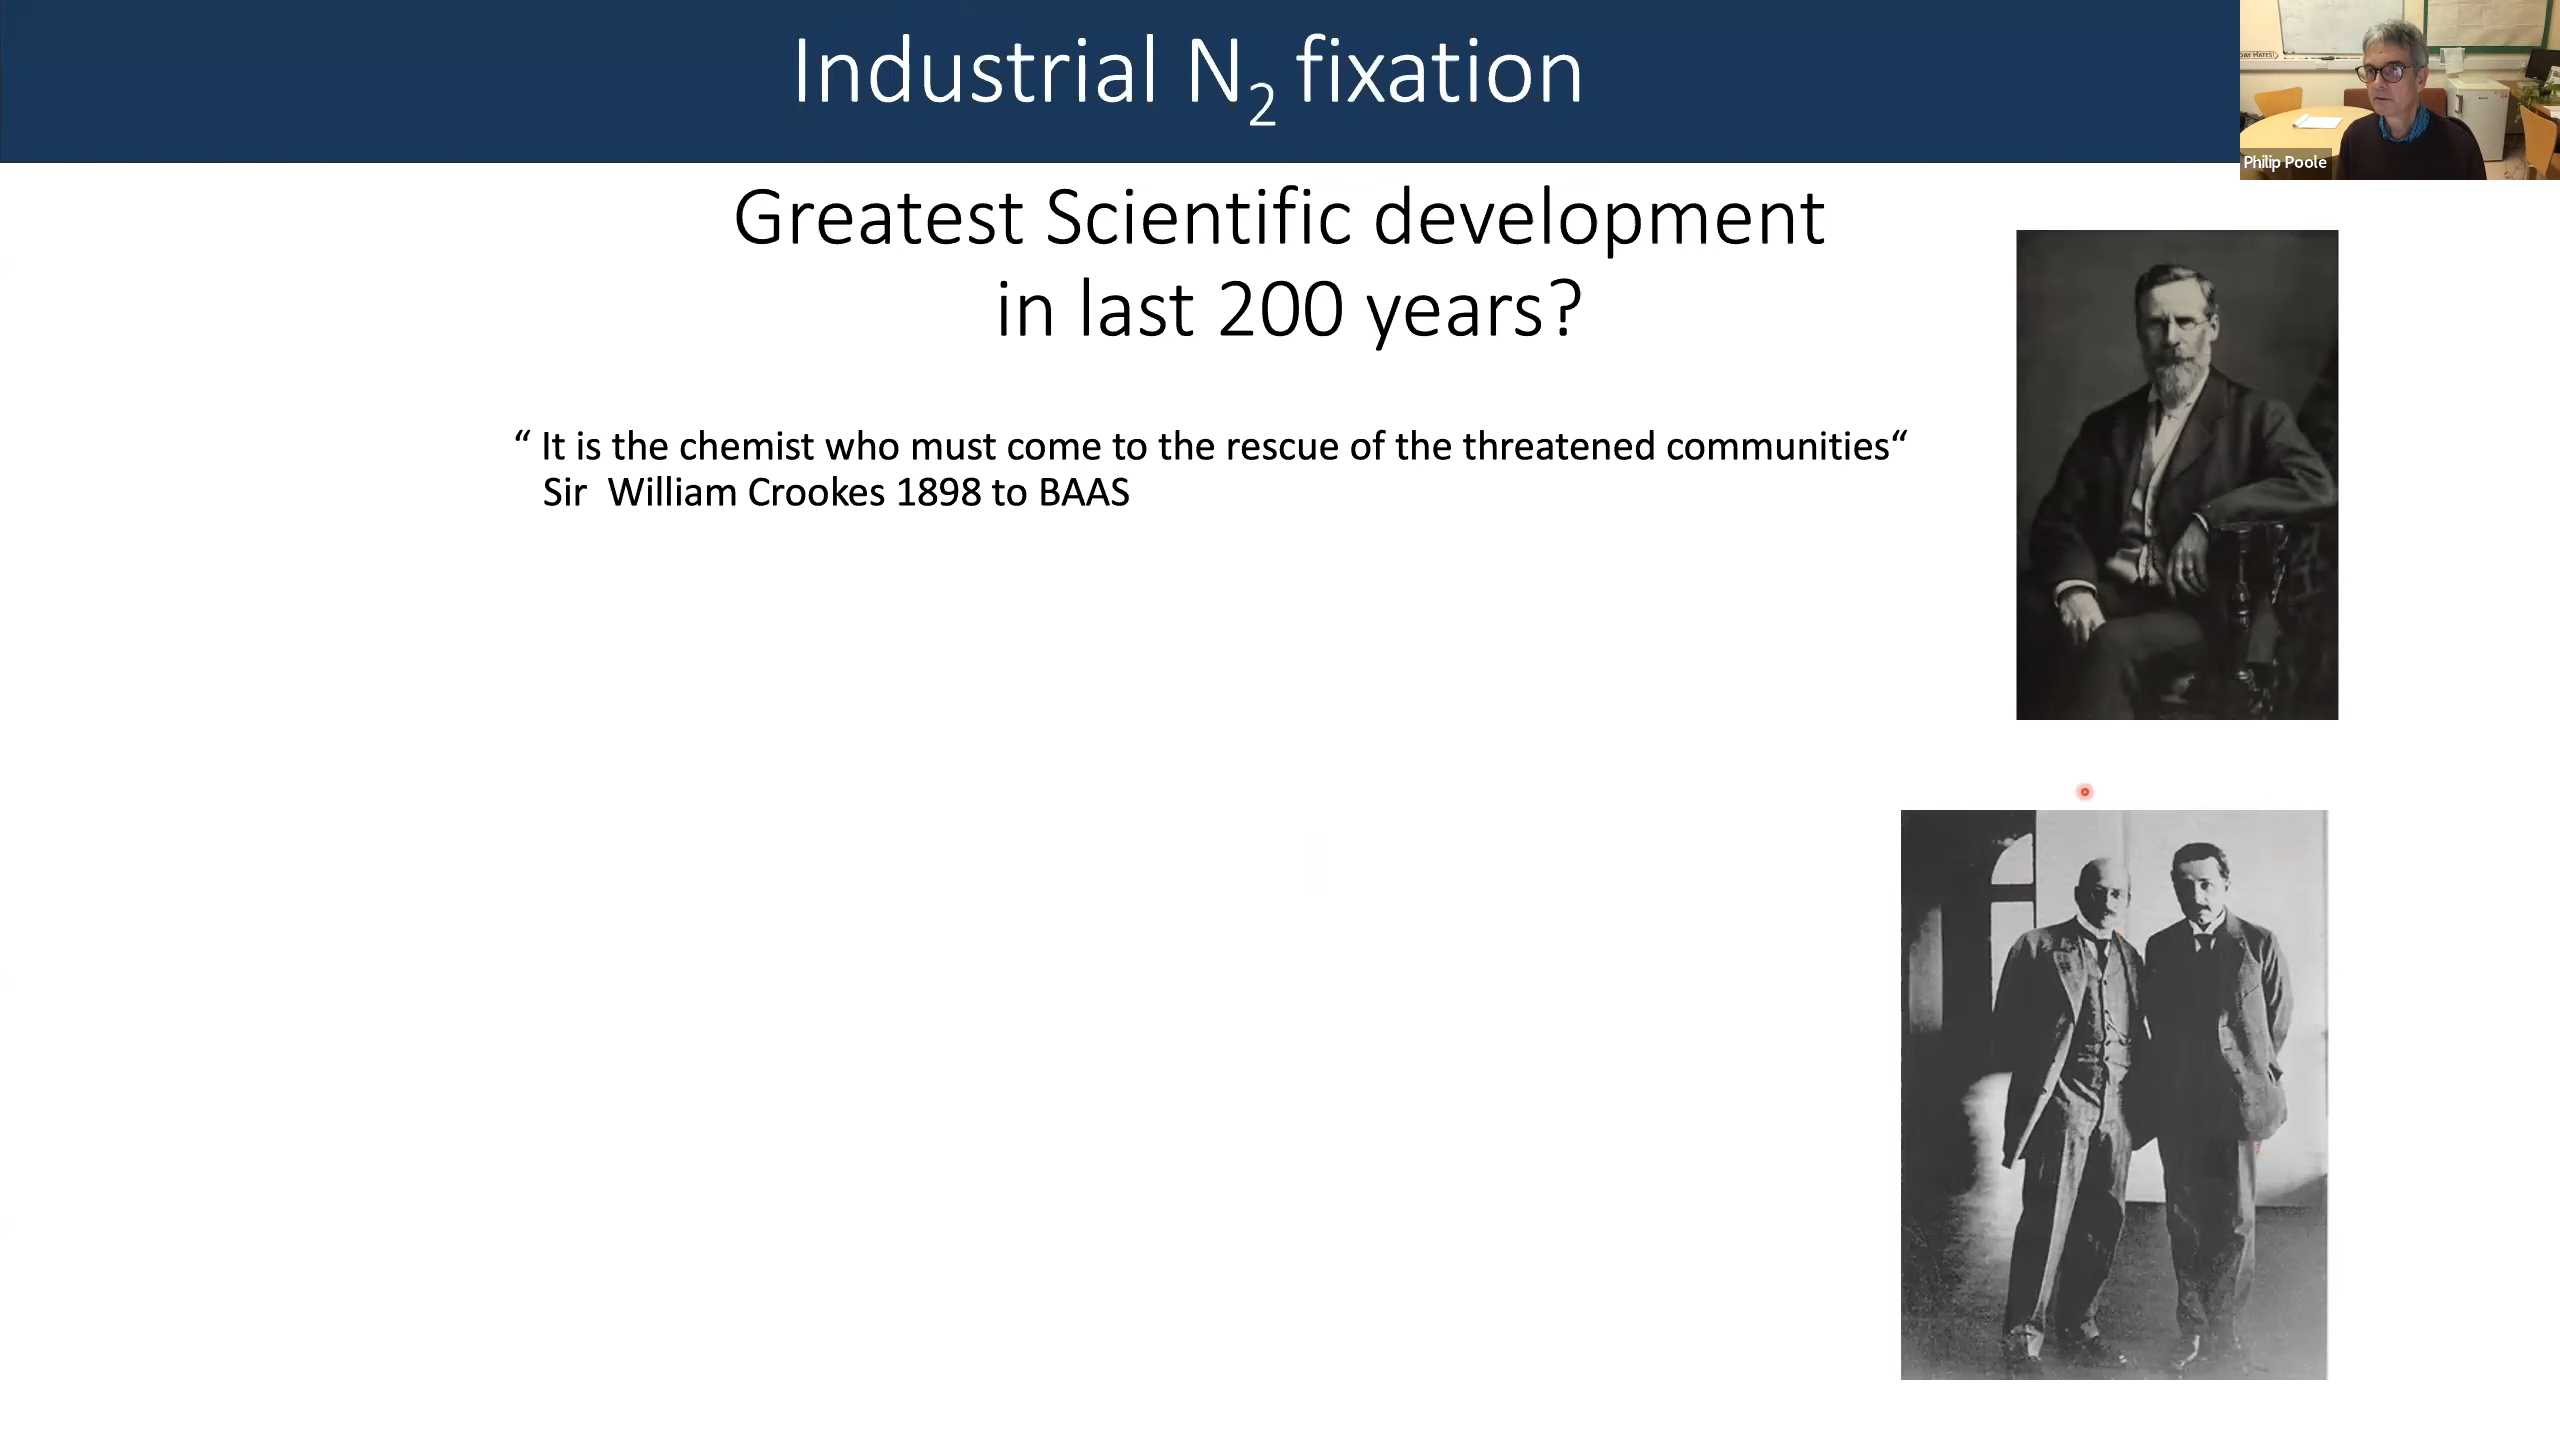 Industrial N₂ fixation
Greatest Scientific development
in last 200 years?
“ It is the chemist who must come to the rescue of the threatened communities“
Sir  William Crookes 1898 to BAAS
Philip Poole